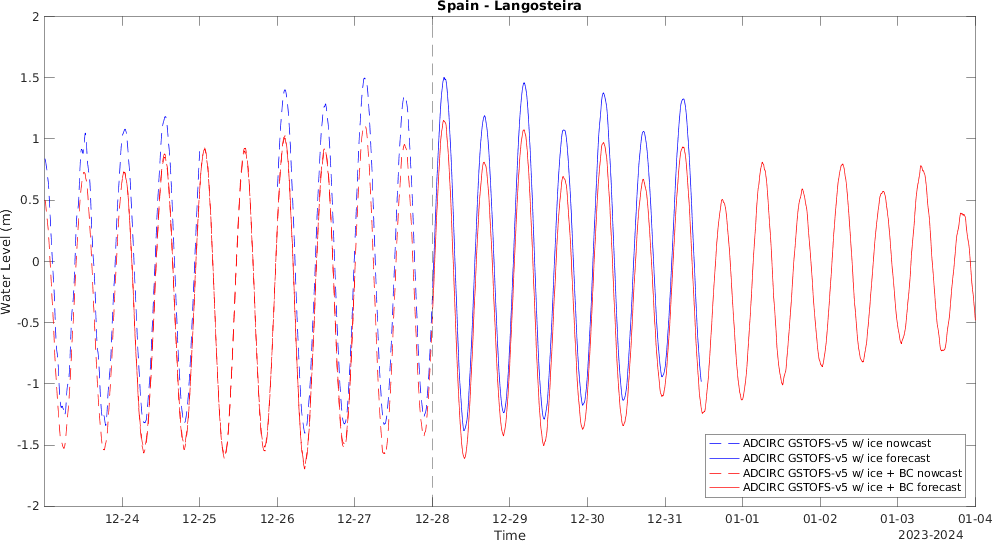 Spain - Langosteira
2
1.5
1
0.5
0
-0.5
-1
-1.5
-2
Water Level (m)
12-24 12-25 12-26 12-27 12-28 12-29 12-30 12-31 01-01 01-02 01-03 01-04
Time
2023-2024
ADCIRC GSTOFS-v5 w/ ice nowcast
ADCIRC GSTOFS-v5 w/ ice forecast
ADCIRC GSTOFS-v5 w/ ice + BC nowcast
ADCIRC GSTOFS-v5 w/ ice + BC forecast